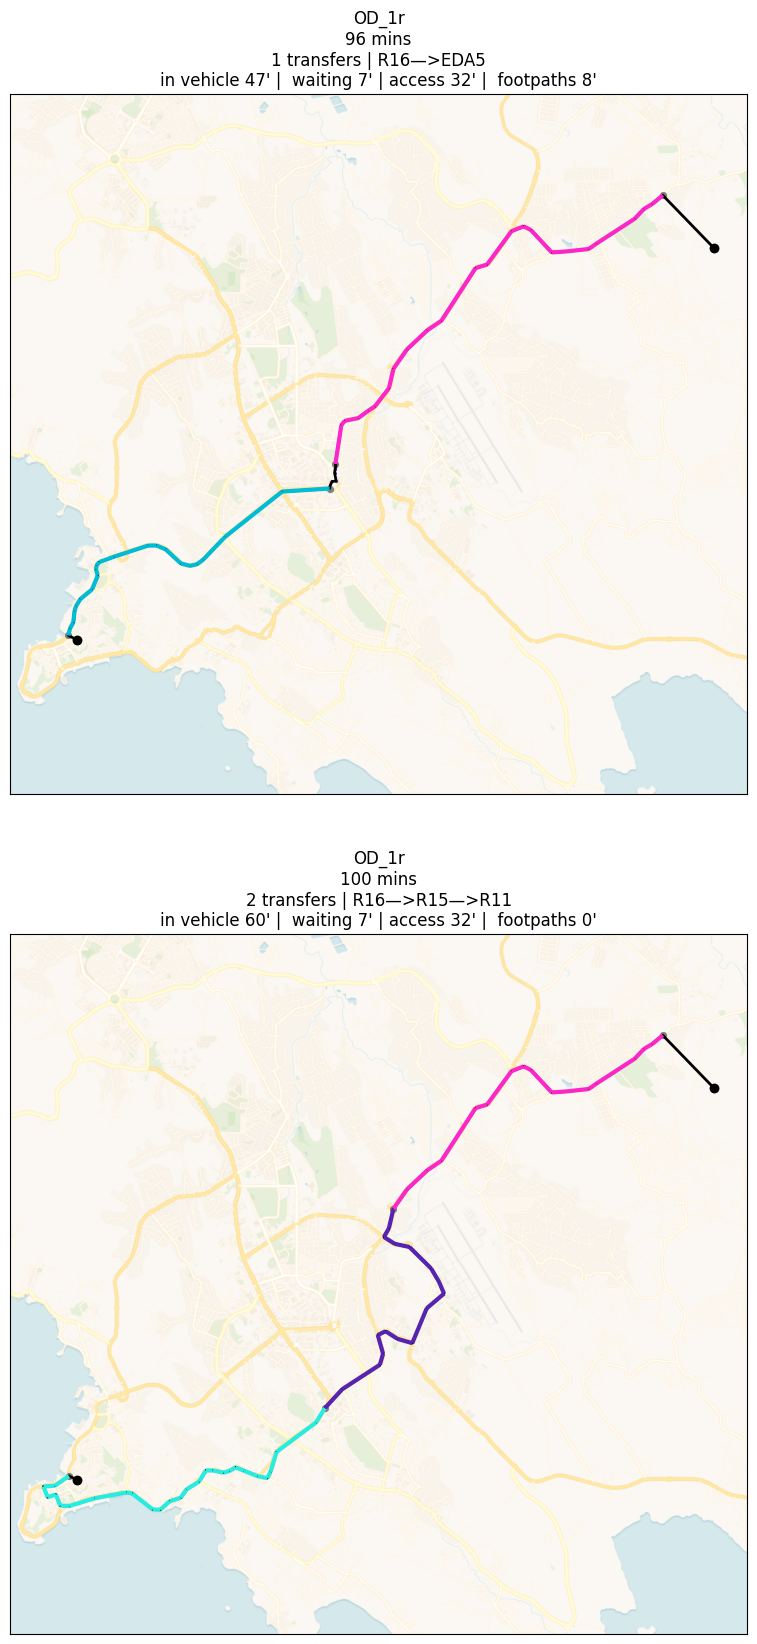 OD_1r
96 mins
1 transfers | R16—>EDA5
in vehicle 47' |  waiting 7' | access 32' |  footpaths 8'
OD_1r
100 mins
2 transfers | R16—>R15—>R11
in vehicle 60' |  waiting 7' | access 32' |  footpaths 0'